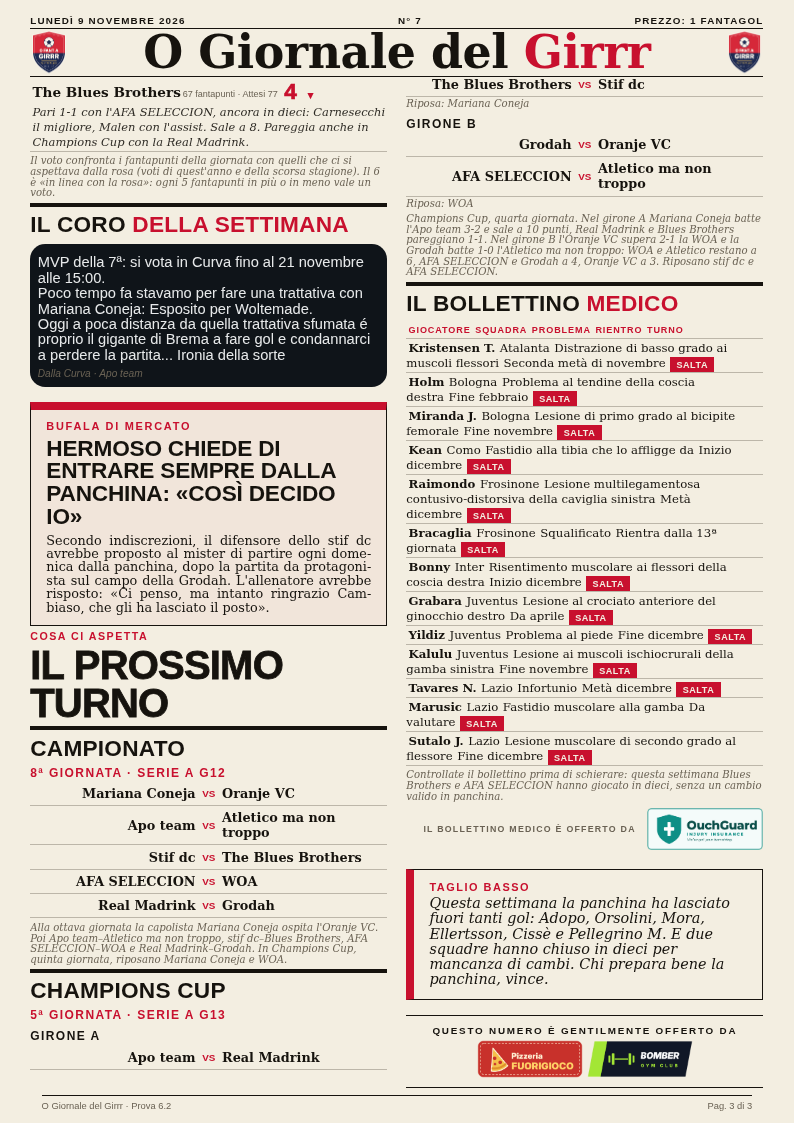 LUNEDÌ 9 NOVEMBRE 2026
N° 7
PREZZO: 1 FANTAGOL
O Giornale del Girrr
The Blues Brothers 67 fantapunti · Attesi 77 4 ▼
Pari 1-1 con l'AFA SELECCION, ancora in dieci: Carnesecchi
il migliore, Malen con l'assist. Sale a 8. Pareggia anche in
Champions Cup con la Real Madrink.
Il voto confronta i fantapunti della giornata con quelli che ci si
aspettava dalla rosa (voti di quest'anno e della scorsa stagione). Il 6
è «in linea con la rosa»: ogni 5 fantapunti in più o in meno vale un
voto.
IL CORO DELLA SETTIMANA
MVP della 7ª: si vota in Curva fino al 21 novembre
alle 15:00.
Poco tempo fa stavamo per fare una trattativa con
Mariana Coneja: Esposito per Woltemade.
Oggi a poca distanza da quella trattativa sfumata é
proprio il gigante di Brema a fare gol e condannarci
a perdere la partita... Ironia della sorte
Dalla Curva · Apo team
BUFALA DI MERCATO
HERMOSO CHIEDE DI
ENTRARE SEMPRE DALLA
PANCHINA: «COSÌ DECIDO
IO»
Secondo indiscrezioni, il difensore dello stif dc
avrebbe proposto al mister di partire ogni dome-
nica dalla panchina, dopo la partita da protagoni-
sta sul campo della Grodah. L'allenatore avrebbe
risposto: «Ci penso, ma intanto ringrazio Cam-
biaso, che gli ha lasciato il posto».
COSA CI ASPETTA
IL PROSSIMO
TURNO
CAMPIONATO
8ª GIORNATA · SERIE A G12
Mariana Coneja VS Oranje VC
Apo team VS Atletico ma non
troppo
Stif dc VS The Blues Brothers
AFA SELECCION VS WOA
Real Madrink VS Grodah
Alla ottava giornata la capolista Mariana Coneja ospita l'Oranje VC.
Poi Apo team–Atletico ma non troppo, stif dc–Blues Brothers, AFA
SELECCION–WOA e Real Madrink–Grodah. In Champions Cup,
quinta giornata, riposano Mariana Coneja e WOA.
CHAMPIONS CUP
5ª GIORNATA · SERIE A G13
GIRONE A
Apo team VS Real Madrink
The Blues Brothers VS Stif dc
Riposa: Mariana Coneja
GIRONE B
Grodah VS Oranje VC
AFA SELECCION VS Atletico ma non
troppo
Riposa: WOA
Champions Cup, quarta giornata. Nel girone A Mariana Coneja batte
l'Apo team 3-2 e sale a 10 punti, Real Madrink e Blues Brothers
pareggiano 1-1. Nel girone B l'Oranje VC supera 2-1 la WOA e la
Grodah batte 1-0 l'Atletico ma non troppo: WOA e Atletico restano a
6, AFA SELECCION e Grodah a 4, Oranje VC a 3. Riposano stif dc e
AFA SELECCION.
IL BOLLETTINO MEDICO
GIOCATORE SQUADRA PROBLEMA RIENTRO TURNO
Kristensen T. Atalanta Distrazione di basso grado ai
muscoli flessori Seconda metà di novembre SALTA
Holm Bologna Problema al tendine della coscia
destra Fine febbraio SALTA
Miranda J. Bologna Lesione di primo grado al bicipite
femorale Fine novembre SALTA
Kean Como Fastidio alla tibia che lo affligge da Inizio
dicembre SALTA
Raimondo Frosinone Lesione multilegamentosa
contusivo-distorsiva della caviglia sinistra Metà
dicembre SALTA
Bracaglia Frosinone Squalificato Rientra dalla 13ª
giornata SALTA
Bonny Inter Risentimento muscolare ai flessori della
coscia destra Inizio dicembre SALTA
Grabara Juventus Lesione al crociato anteriore del
ginocchio destro Da aprile SALTA
Yildiz Juventus Problema al piede Fine dicembre SALTA
Kalulu Juventus Lesione ai muscoli ischiocrurali della
gamba sinistra Fine novembre SALTA
Tavares N. Lazio Infortunio Metà dicembre SALTA
Marusic Lazio Fastidio muscolare alla gamba Da
valutare SALTA
Sutalo J. Lazio Lesione muscolare di secondo grado al
flessore Fine dicembre SALTA
Controllate il bollettino prima di schierare: questa settimana Blues
Brothers e AFA SELECCION hanno giocato in dieci, senza un cambio
valido in panchina.
IL BOLLETTINO MEDICO È OFFERTO DA
OuchGuard
INJURY INSURANCE
TAGLIO BASSO
Questa settimana la panchina ha lasciato
fuori tanti gol: Adopo, Orsolini, Mora,
Ellertsson, Cissè e Pellegrino M. E due
squadre hanno chiuso in dieci per
mancanza di cambi. Chi prepara bene la
panchina, vince.
QUESTO NUMERO È GENTILMENTE OFFERTO DA
Pizzeria
FUORIGIOCO
BOMBER
GYM CLUB
O Giornale del Girrr · Prova 6.2
Pag. 3 di 3